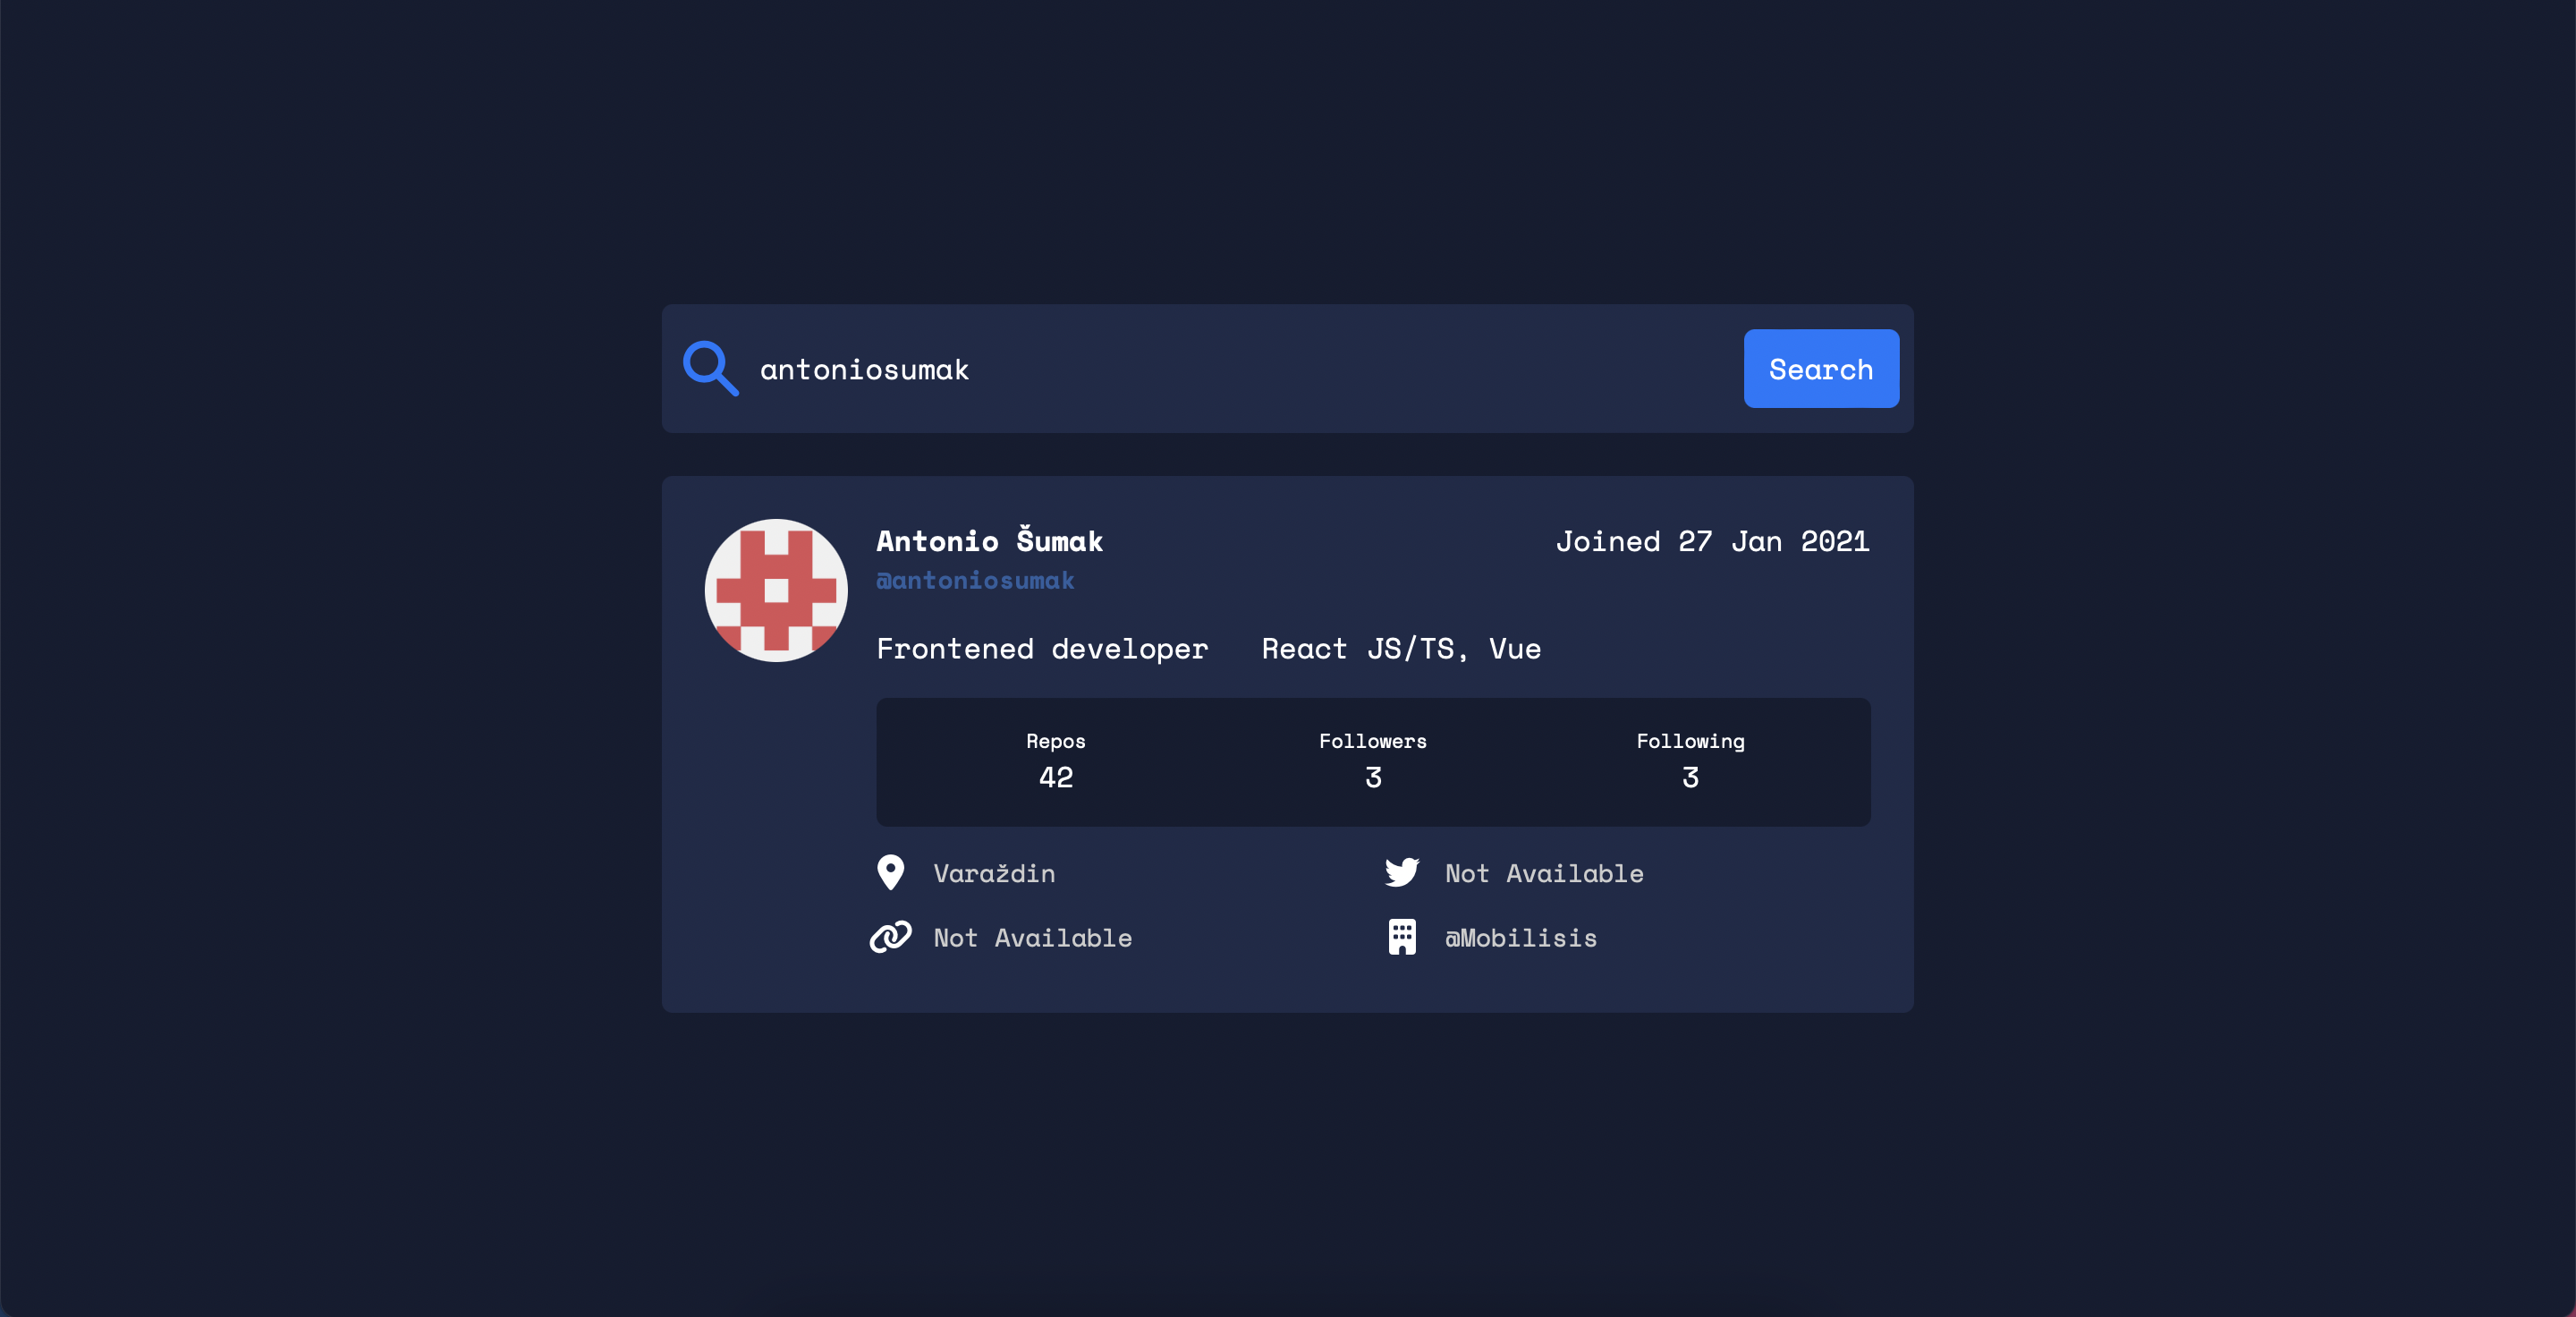 antoniosumak Search
Antonio Šumak Joined 27 Jan 2021
@antoniosumak
Frontened developer React JS/TS, Vue
Repos Followers Following
42 3 3
Varaždin Not Available
Not Available @Mobilisis